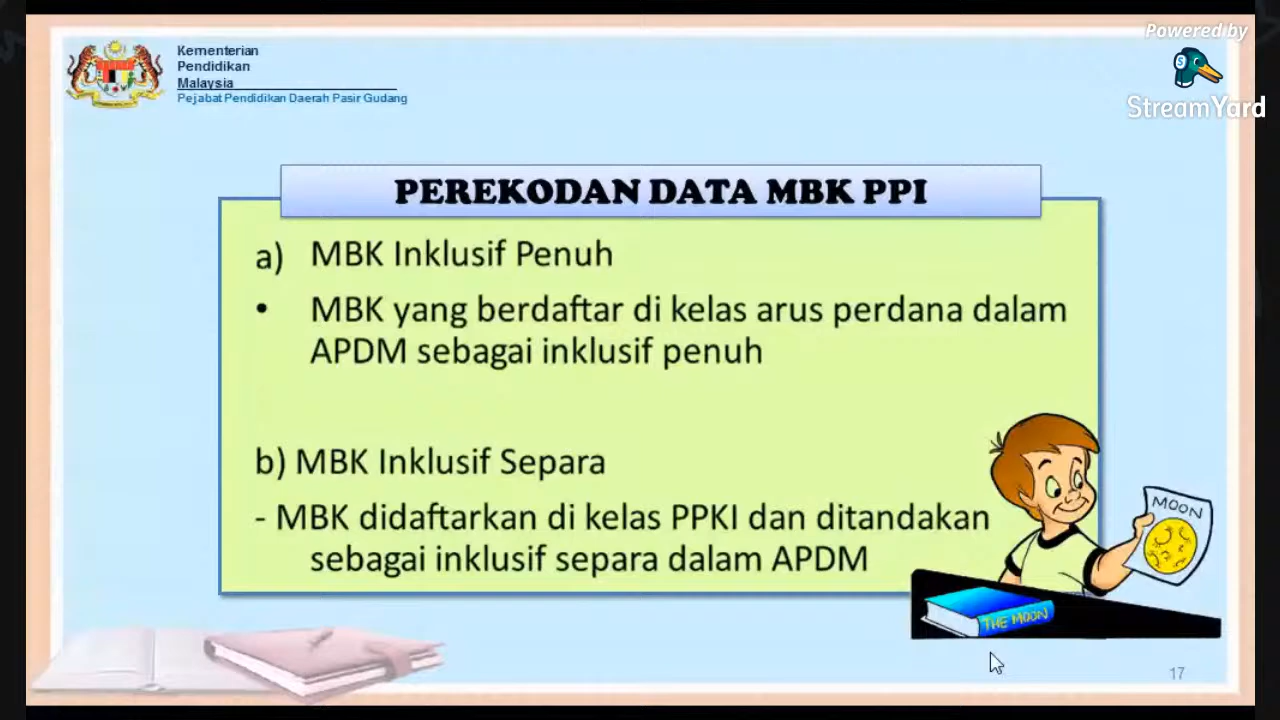 Kementerian
Pendidikan
Malaysia
Pejabat Pendidikan Daerah Pasir Gudang
Powered by
StreamYard
PEREKODAN DATA MBK PPI
a) MBK Inklusif Penuh
• MBK yang berdaftar di kelas arus perdana dalam
APDM sebagai inklusif penuh
b) MBK Inklusif Separa
- MBK didaftarkan di kelas PPKI dan ditandakan
sebagai inklusif separa dalam APDM
MOON
THE MOON
17